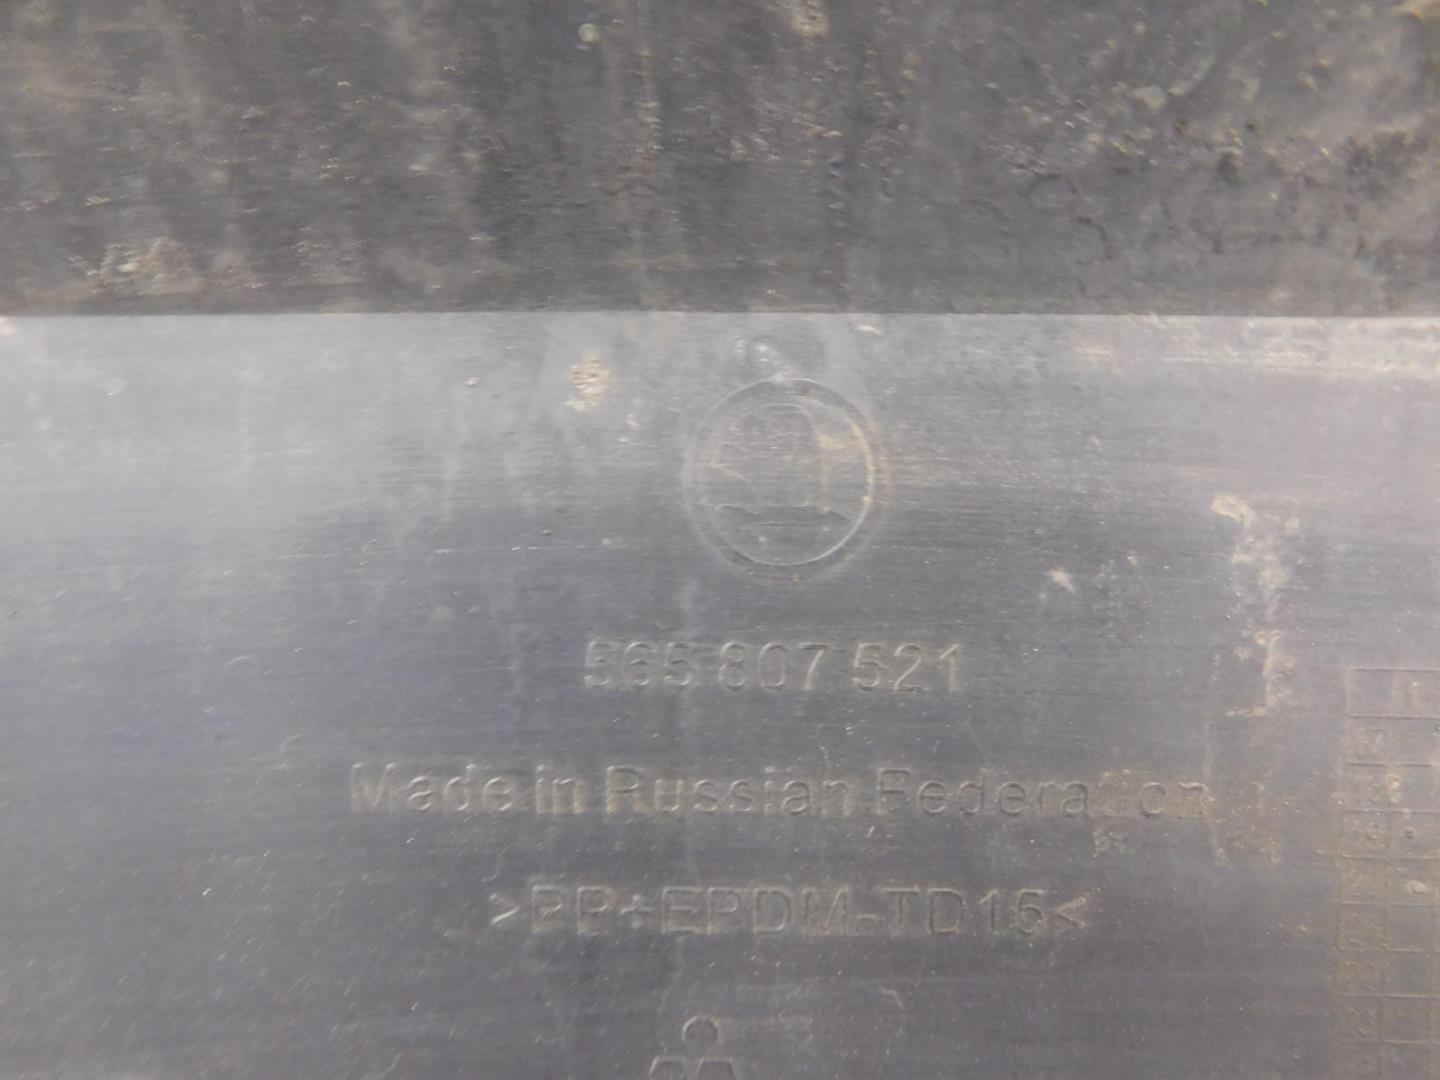 565 807 521
Made in Russian Federation
>PP+EPDM-TD15<